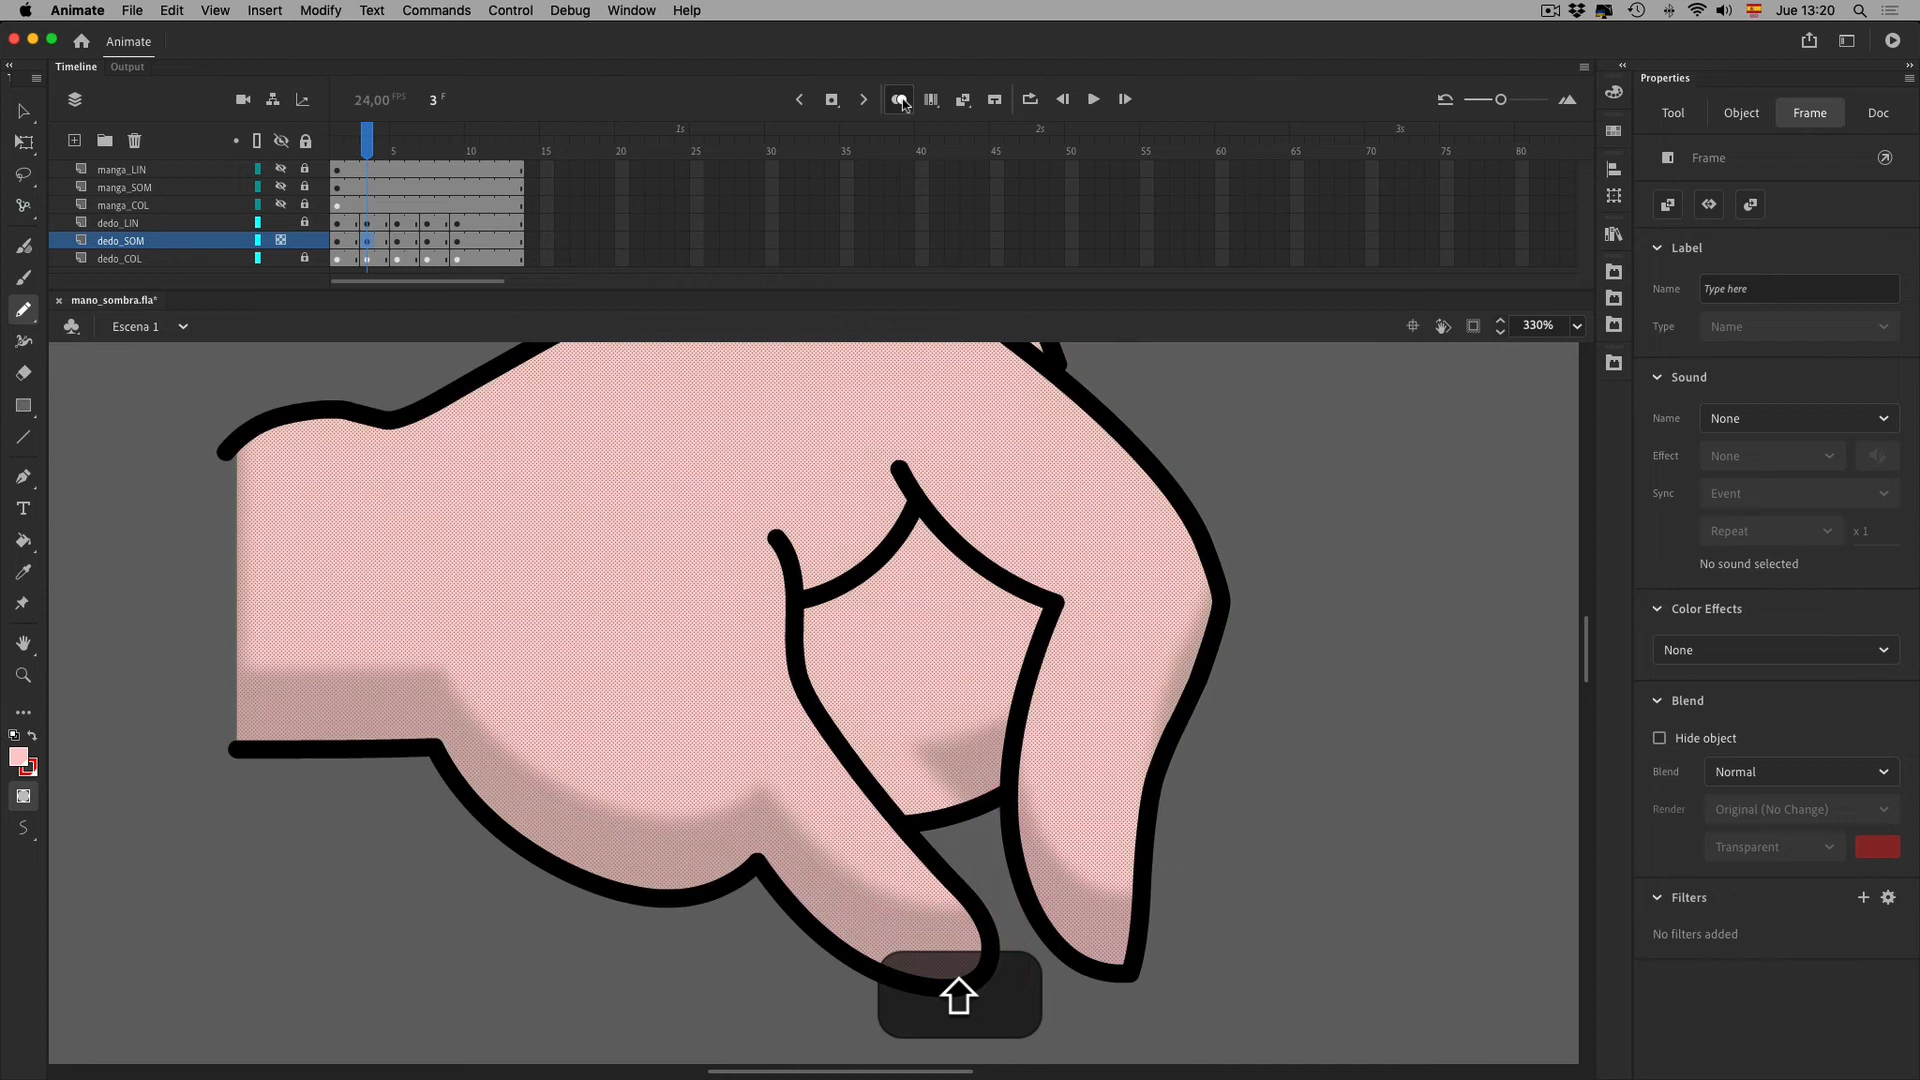 Animate File Edit View Insert Modify Text Commands Control Debug Window Help Jue 13:20
Animate
Timeline Output Properties
24,00 FPS 3 F Tool Object Frame Doc
1s 2s 3s
5 10 15 20 25 30 35 40 45 50 55 60 65 70 75 80
manga_LIN Frame
manga_SOM
manga_COL
dedo_LIN
dedo_SOM Label
dedo_COL
Name Type here
mano_sombra.fla*
Escena 1 330% Type Name
Sound
Name None
Effect None
Sync Event
Repeat x 1
No sound selected
Color Effects
None
Blend
Hide object
Blend Normal
Render Original (No Change)
Transparent
Filters
No filters added